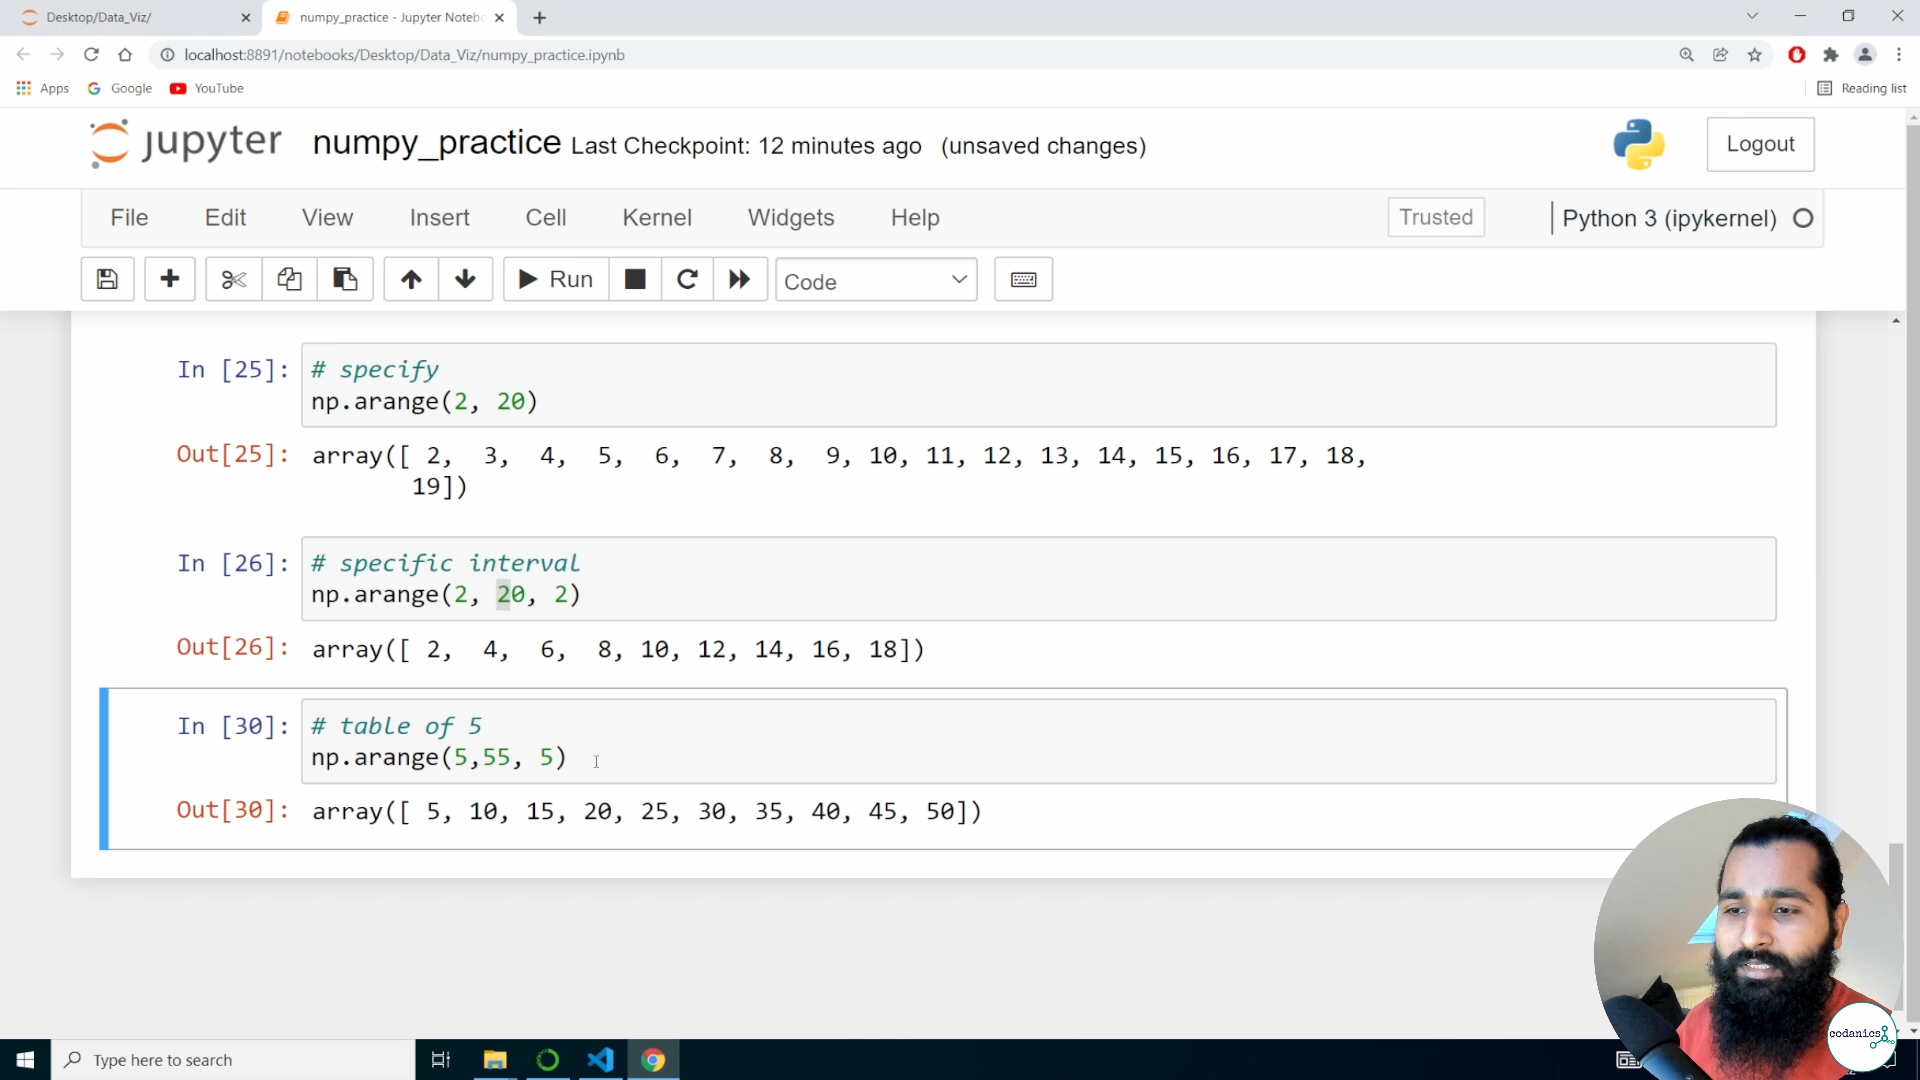 Desktop/Data_Viz/
numpy_practice - Jupyter Noteb
localhost:8891/notebooks/Desktop/Data_Viz/numpy_practice.ipynb
Apps Google YouTube Reading list
jupyter numpy_practice Last Checkpoint: 12 minutes ago (unsaved changes) Logout
File Edit View Insert Cell Kernel Widgets Help Trusted Python 3 (ipykernel)
Run Code
In [25]: # specify
np.arange(2, 20)
Out[25]: array([ 2, 3, 4, 5, 6, 7, 8, 9, 10, 11, 12, 13, 14, 15, 16, 17, 18,
19])
In [26]: # specific interval
np.arange(2, 20, 2)
Out[26]: array([ 2, 4, 6, 8, 10, 12, 14, 16, 18])
In [30]: # table of 5
np.arange(5,55, 5)
Out[30]: array([ 5, 10, 15, 20, 25, 30, 35, 40, 45, 50])
codanics
Type here to search